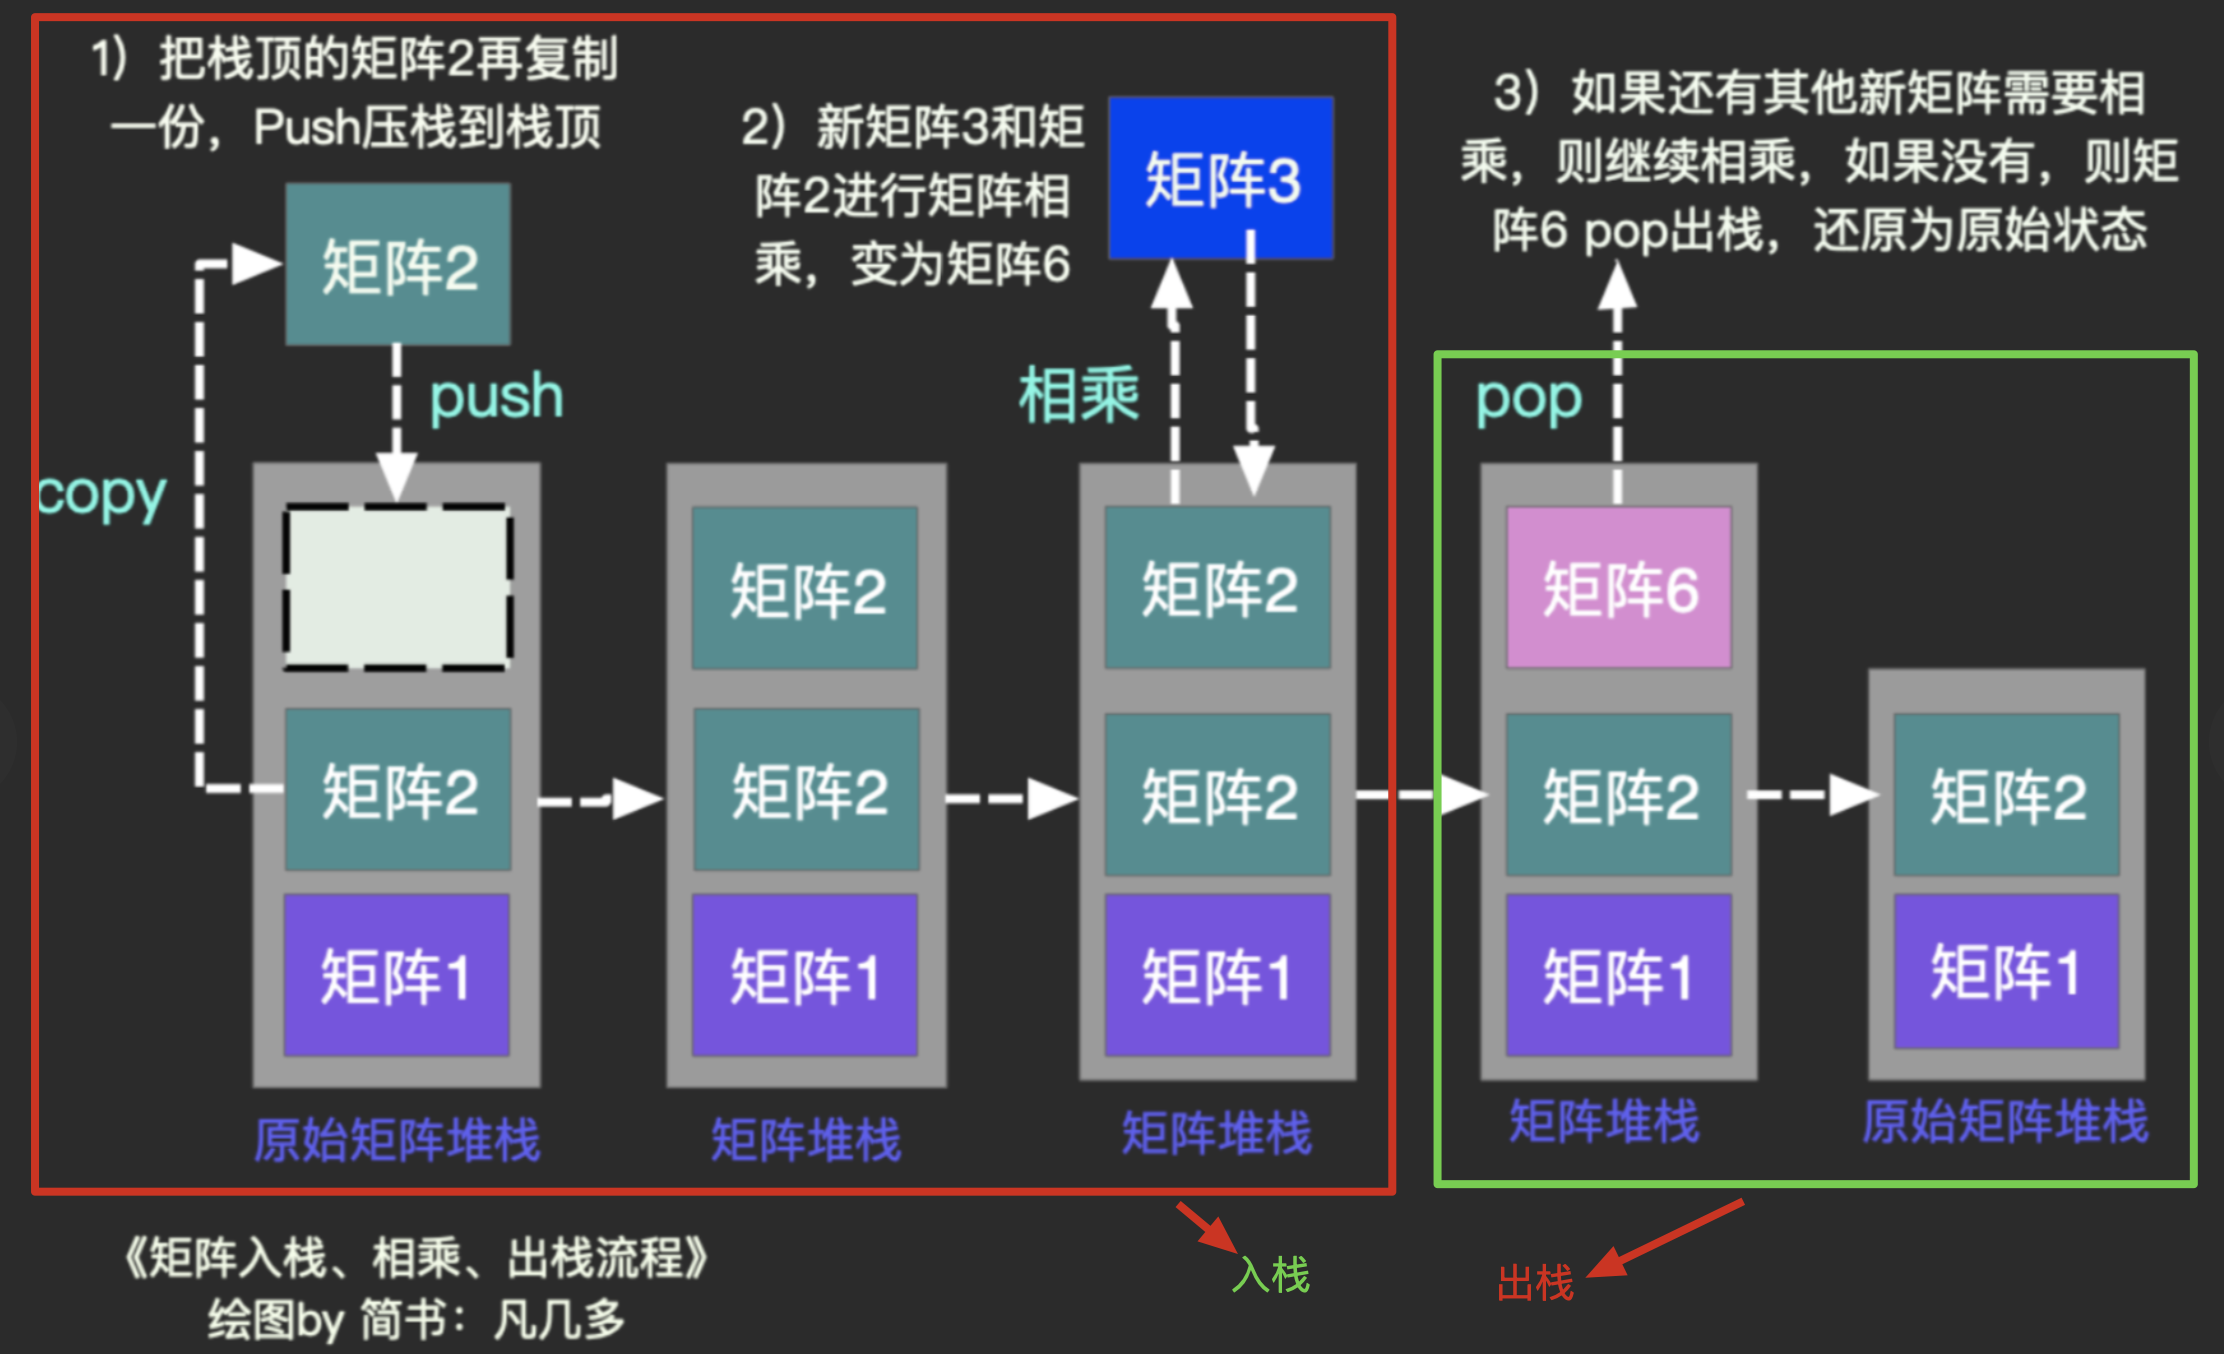 1）把栈顶的矩阵2再复制
一份，Push压栈到栈顶
2）新矩阵3和矩
阵2进行矩阵相
乘，变为矩阵6
矩阵3
3）如果还有其他新矩阵需要相
乘，则继续相乘，如果没有，则矩
阵6 pop出栈，还原为原始状态
矩阵2
push
copy
相乘
pop
矩阵2
矩阵1
原始矩阵堆栈
矩阵2
矩阵2
矩阵1
矩阵堆栈
矩阵2
矩阵2
矩阵1
矩阵堆栈
矩阵6
矩阵2
矩阵1
矩阵堆栈
矩阵2
矩阵1
原始矩阵堆栈
《矩阵入栈、相乘、出栈流程》
绘图by 简书：凡几多
入栈
出栈